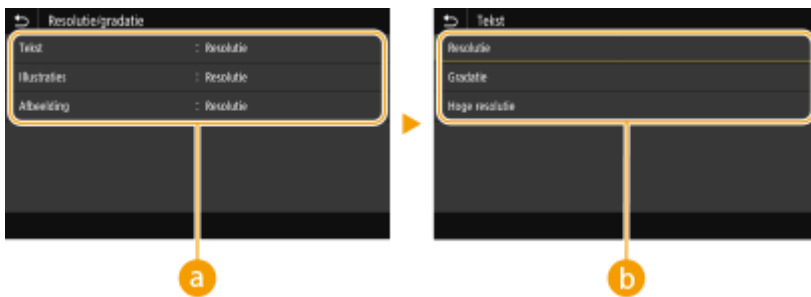 Resolutie/gradatie
Tekst : Resolutie
Illustraties : Resolutie
Afbeelding : Resolutie
a
Tekst
Resolutie
Gradatie
Hoge resolutie
b